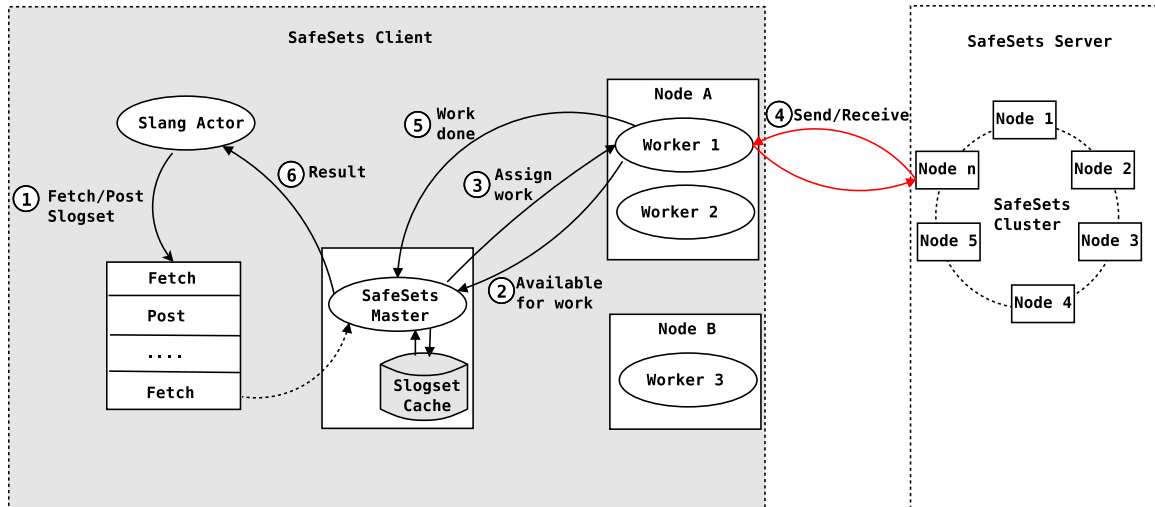 SafeSets Client
SafeSets Server
Node A
Slang Actor
5
Work
done
4
Send/Receive
Worker 1
Node 1
6
Result
3
Assign
work
Node n
Node 2
1
Fetch/Post
Slogset
Worker 2
SafeSets
Cluster
Node 5
Node 3
Fetch
SafeSets
Master
2
Available
for work
Node 4
Post
Node B
....
Fetch
Slogset
Cache
Worker 3